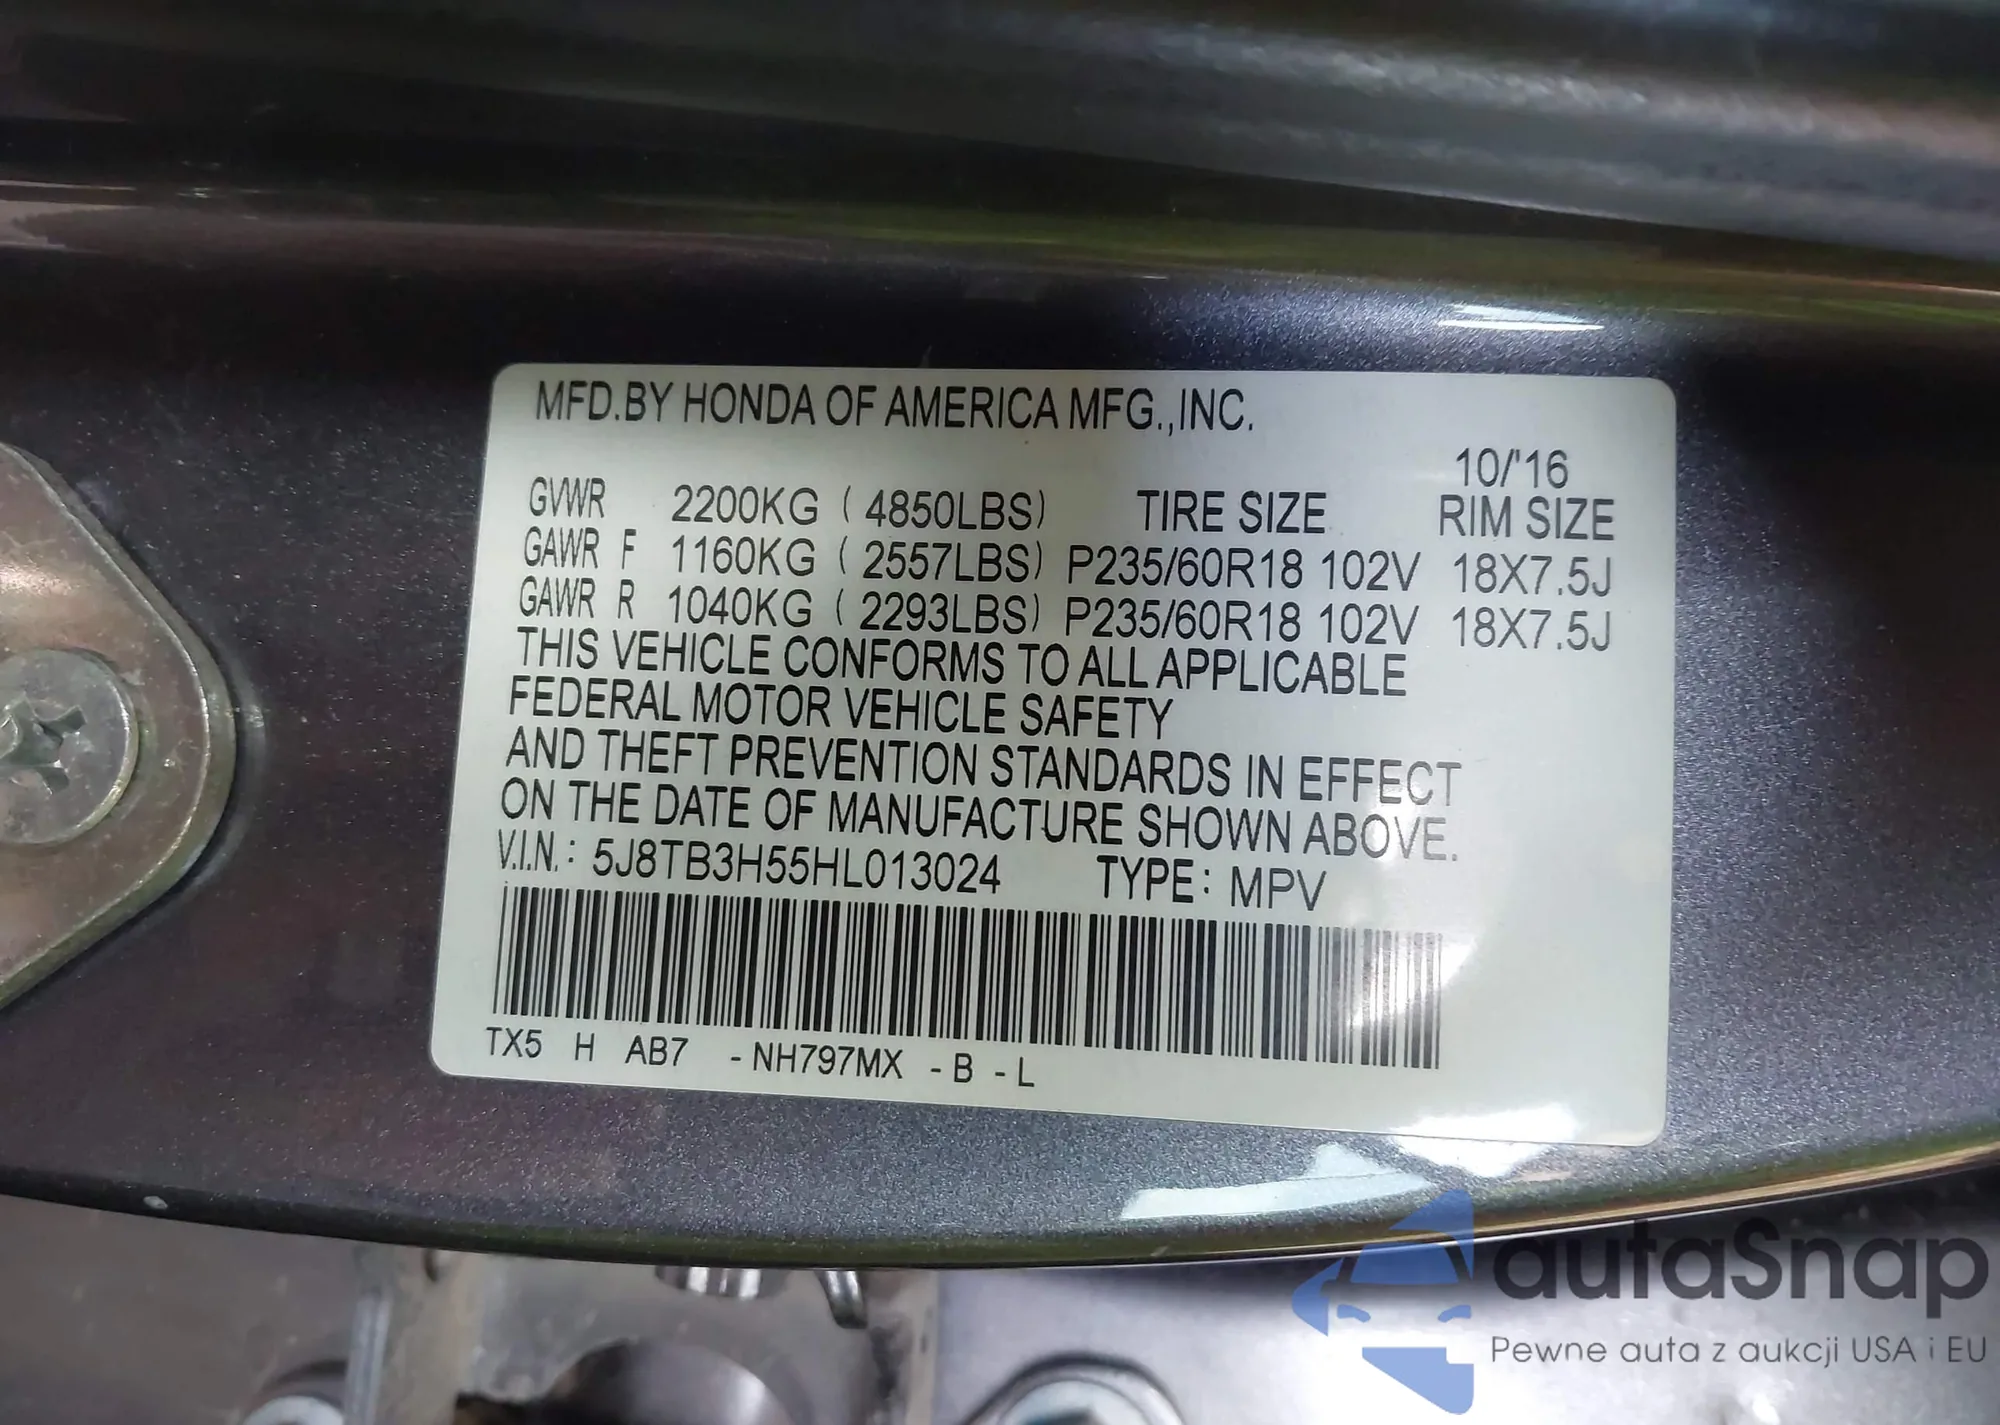 MFD.BY HONDA OF AMERICA MFG.,INC.
10/'16
GVWR 2200KG ( 4850LBS) TIRE SIZE RIM SIZE
GAWR F 1160KG ( 2557LBS) P235/60R18 102V 18X7.5J
GAWR R 1040KG ( 2293LBS) P235/60R18 102V 18X7.5J
THIS VEHICLE CONFORMS TO ALL APPLICABLE
FEDERAL MOTOR VEHICLE SAFETY
AND THEFT PREVENTION STANDARDS IN EFFECT
ON THE DATE OF MANUFACTURE SHOWN ABOVE.
V.I.N.: 5J8TB3H55HL013024 TYPE: MPV
TX5 H AB7 -NH797MX -B -L
autaSnap
Pewne auta z aukcji USA i EU